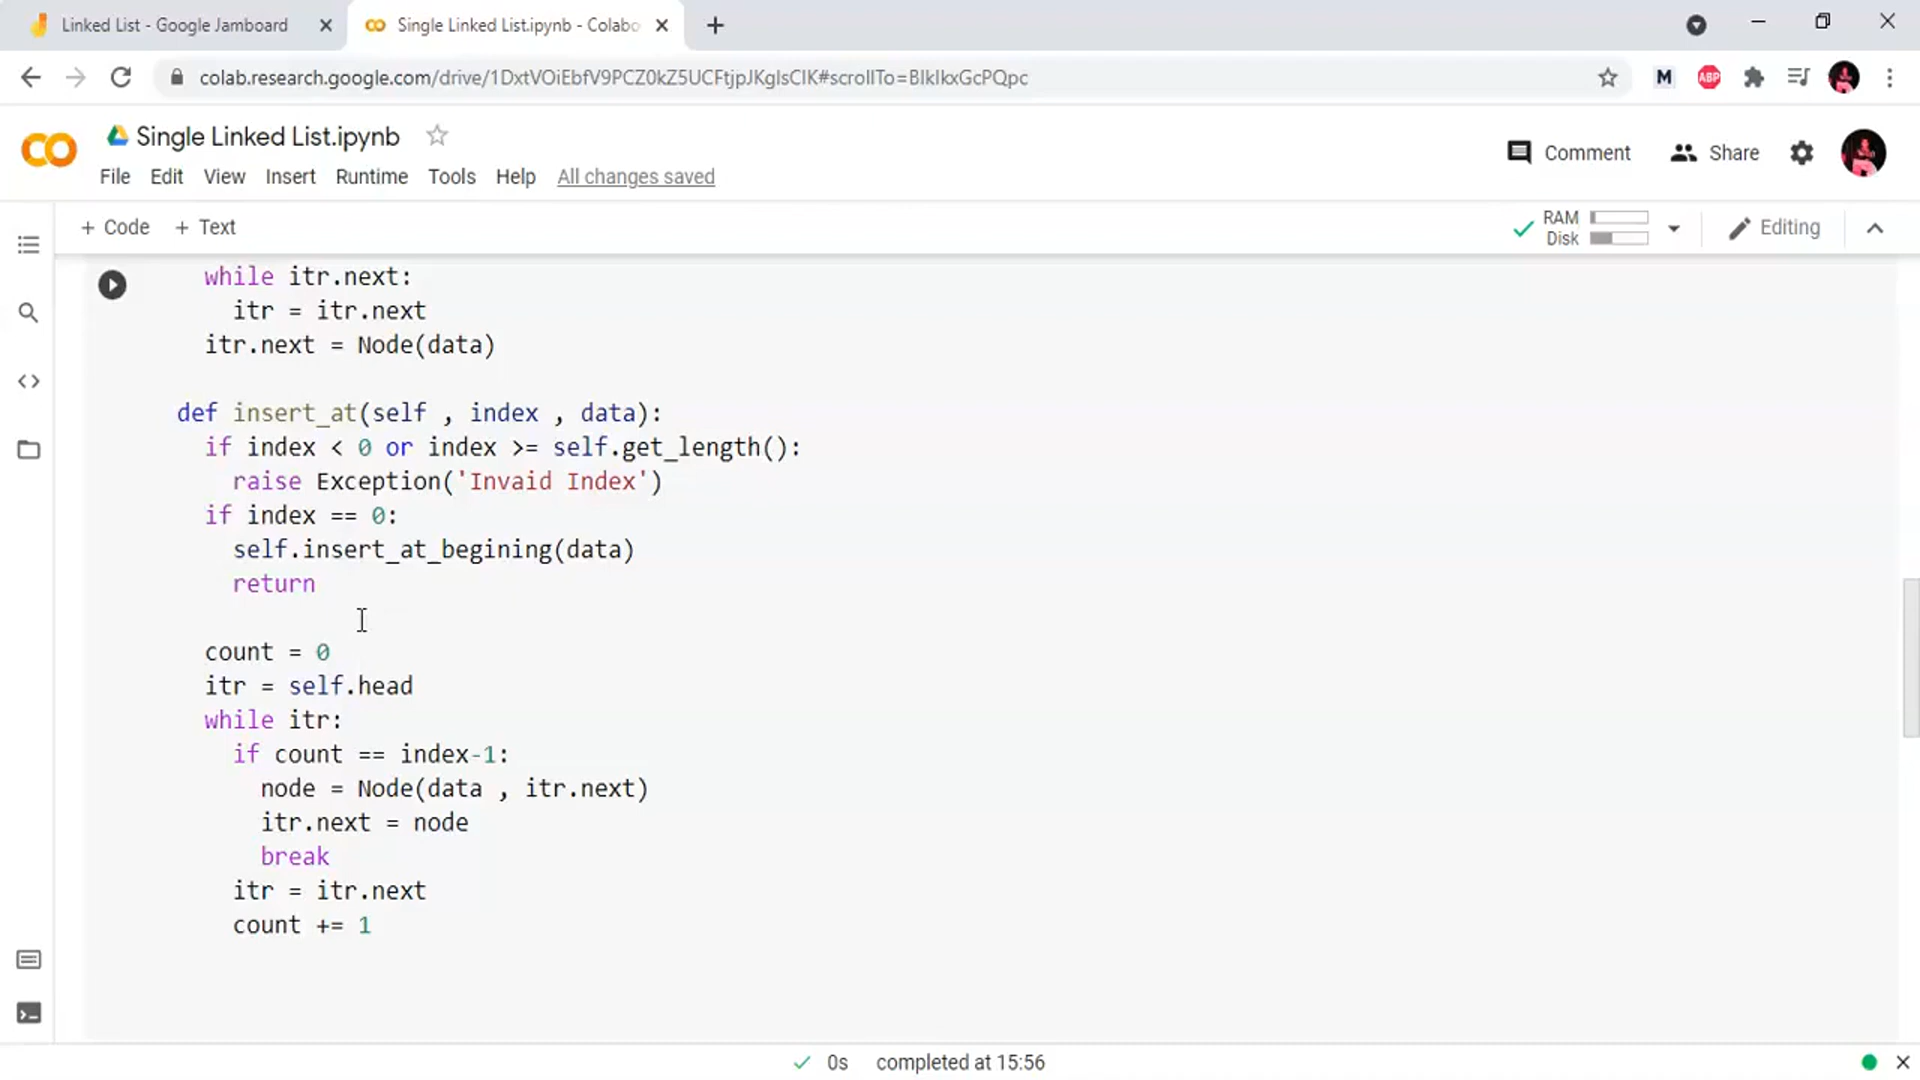 Linked List - Google Jamboard
Single Linked List.ipynb - Colabo
colab.research.google.com/drive/1DxtVOiEbfV9PCZ0kZ5UCFtjpJKglsCIK#scrollTo=BIkIkxGcPQpc
M
ABP
Single Linked List.ipynb
File Edit View Insert Runtime Tools Help All changes saved
Comment
Share
+ Code + Text
RAM
Disk
Editing
while itr.next:
itr = itr.next
itr.next = Node(data)
def insert_at(self , index , data):
if index < 0 or index >= self.get_length():
raise Exception('Invaid Index')
if index == 0:
self.insert_at_begining(data)
return
count = 0
itr = self.head
while itr:
if count == index-1:
node = Node(data , itr.next)
itr.next = node
break
itr = itr.next
count += 1
0s completed at 15:56